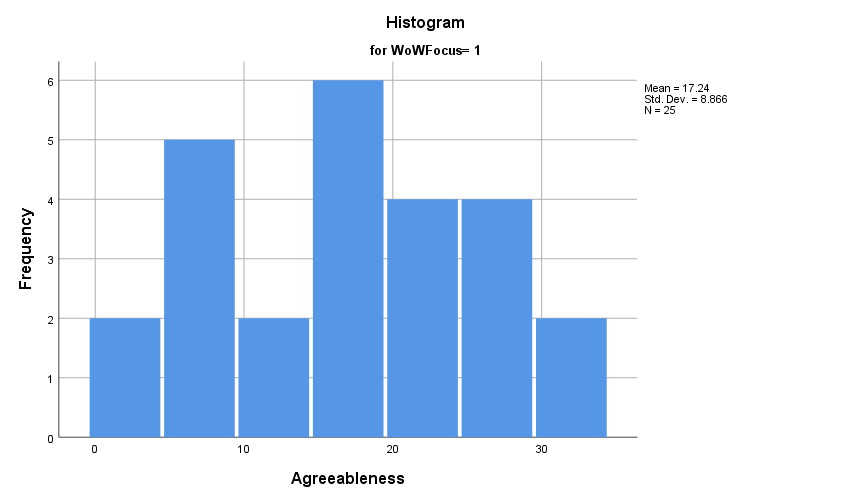 Histogram
for WoWFocus= 1
Mean = 17.24
Std. Dev. = 8.866
N = 25
6
5
4
3
2
1
0
Frequency
0 10 20 30
Agreeableness